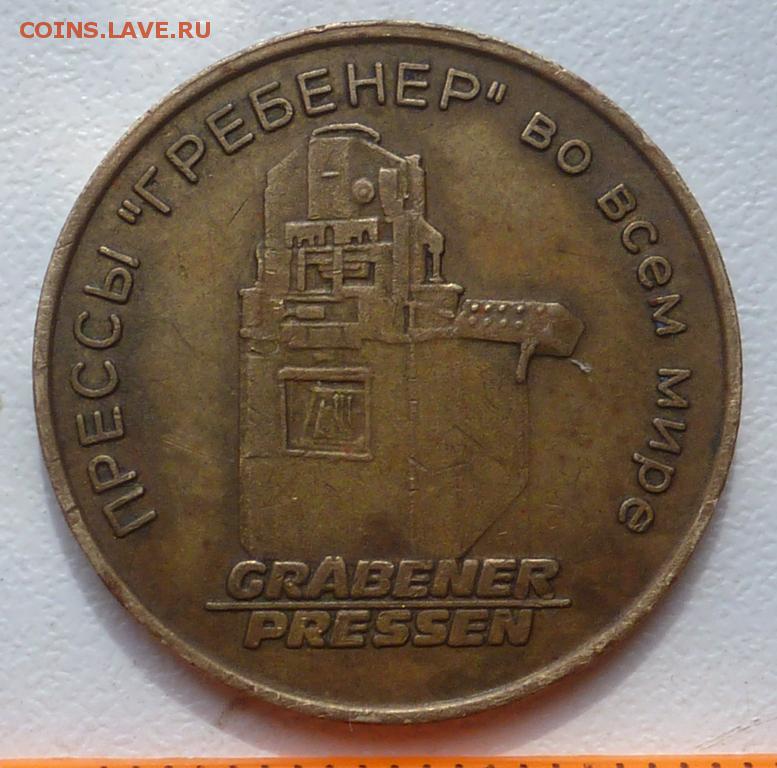 COINS.LAVE.RU
ПРЕССЫ "ГРЕБЕНЕР" во всем мире
GRÄBENER
PRESSEN